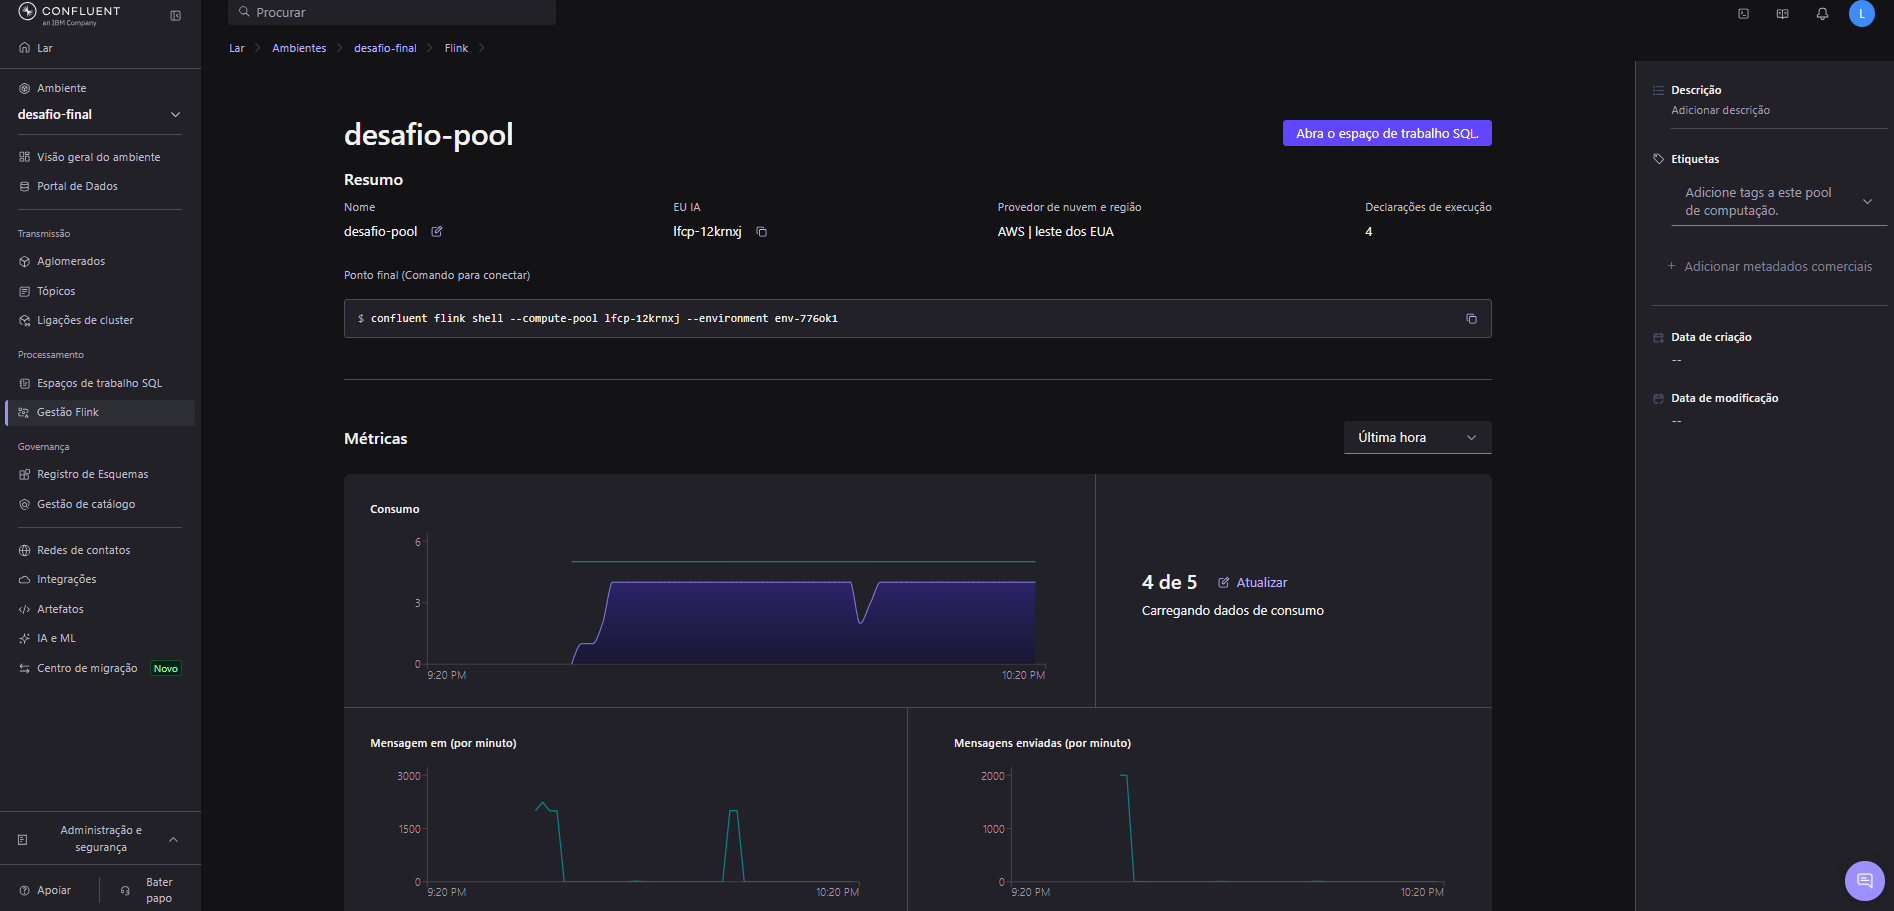 CONFLUENT
an IBM Company
Procurar
L
Lar
Lar
Ambientes
desafio-final
Flink
Ambiente
desafio-final
Visão geral do ambiente
Portal de Dados
Transmissão
Aglomerados
Tópicos
Ligações de cluster
Processamento
Espaços de trabalho SQL
Gestão Flink
Governança
Registro de Esquemas
Gestão de catálogo
Redes de contatos
Integrações
Artefatos
IA e ML
Centro de migração Novo
Administração e
segurança
Apoiar
Bater
papo
desafio-pool
Abra o espaço de trabalho SQL.
Resumo
Nome
EU IA
Provedor de nuvem e região
Declarações de execução
desafio-pool
lfcp-12krnxj
AWS | leste dos EUA
4
Ponto final (Comando para conectar)
$ confluent flink shell --compute-pool lfcp-12krnxj --environment env-776ok1
Métricas
Última hora
Consumo
6
3
0
9:20 PM
10:20 PM
4 de 5
Atualizar
Carregando dados de consumo
Mensagem em (por minuto)
3000
1500
0
9:20 PM
10:20 PM
Mensagens enviadas (por minuto)
2000
1000
0
9:20 PM
10:20 PM
Descrição
Adicionar descrição
Etiquetas
Adicione tags a este pool
de computação.
+ Adicionar metadados comerciais
Data de criação
--
Data de modificação
--